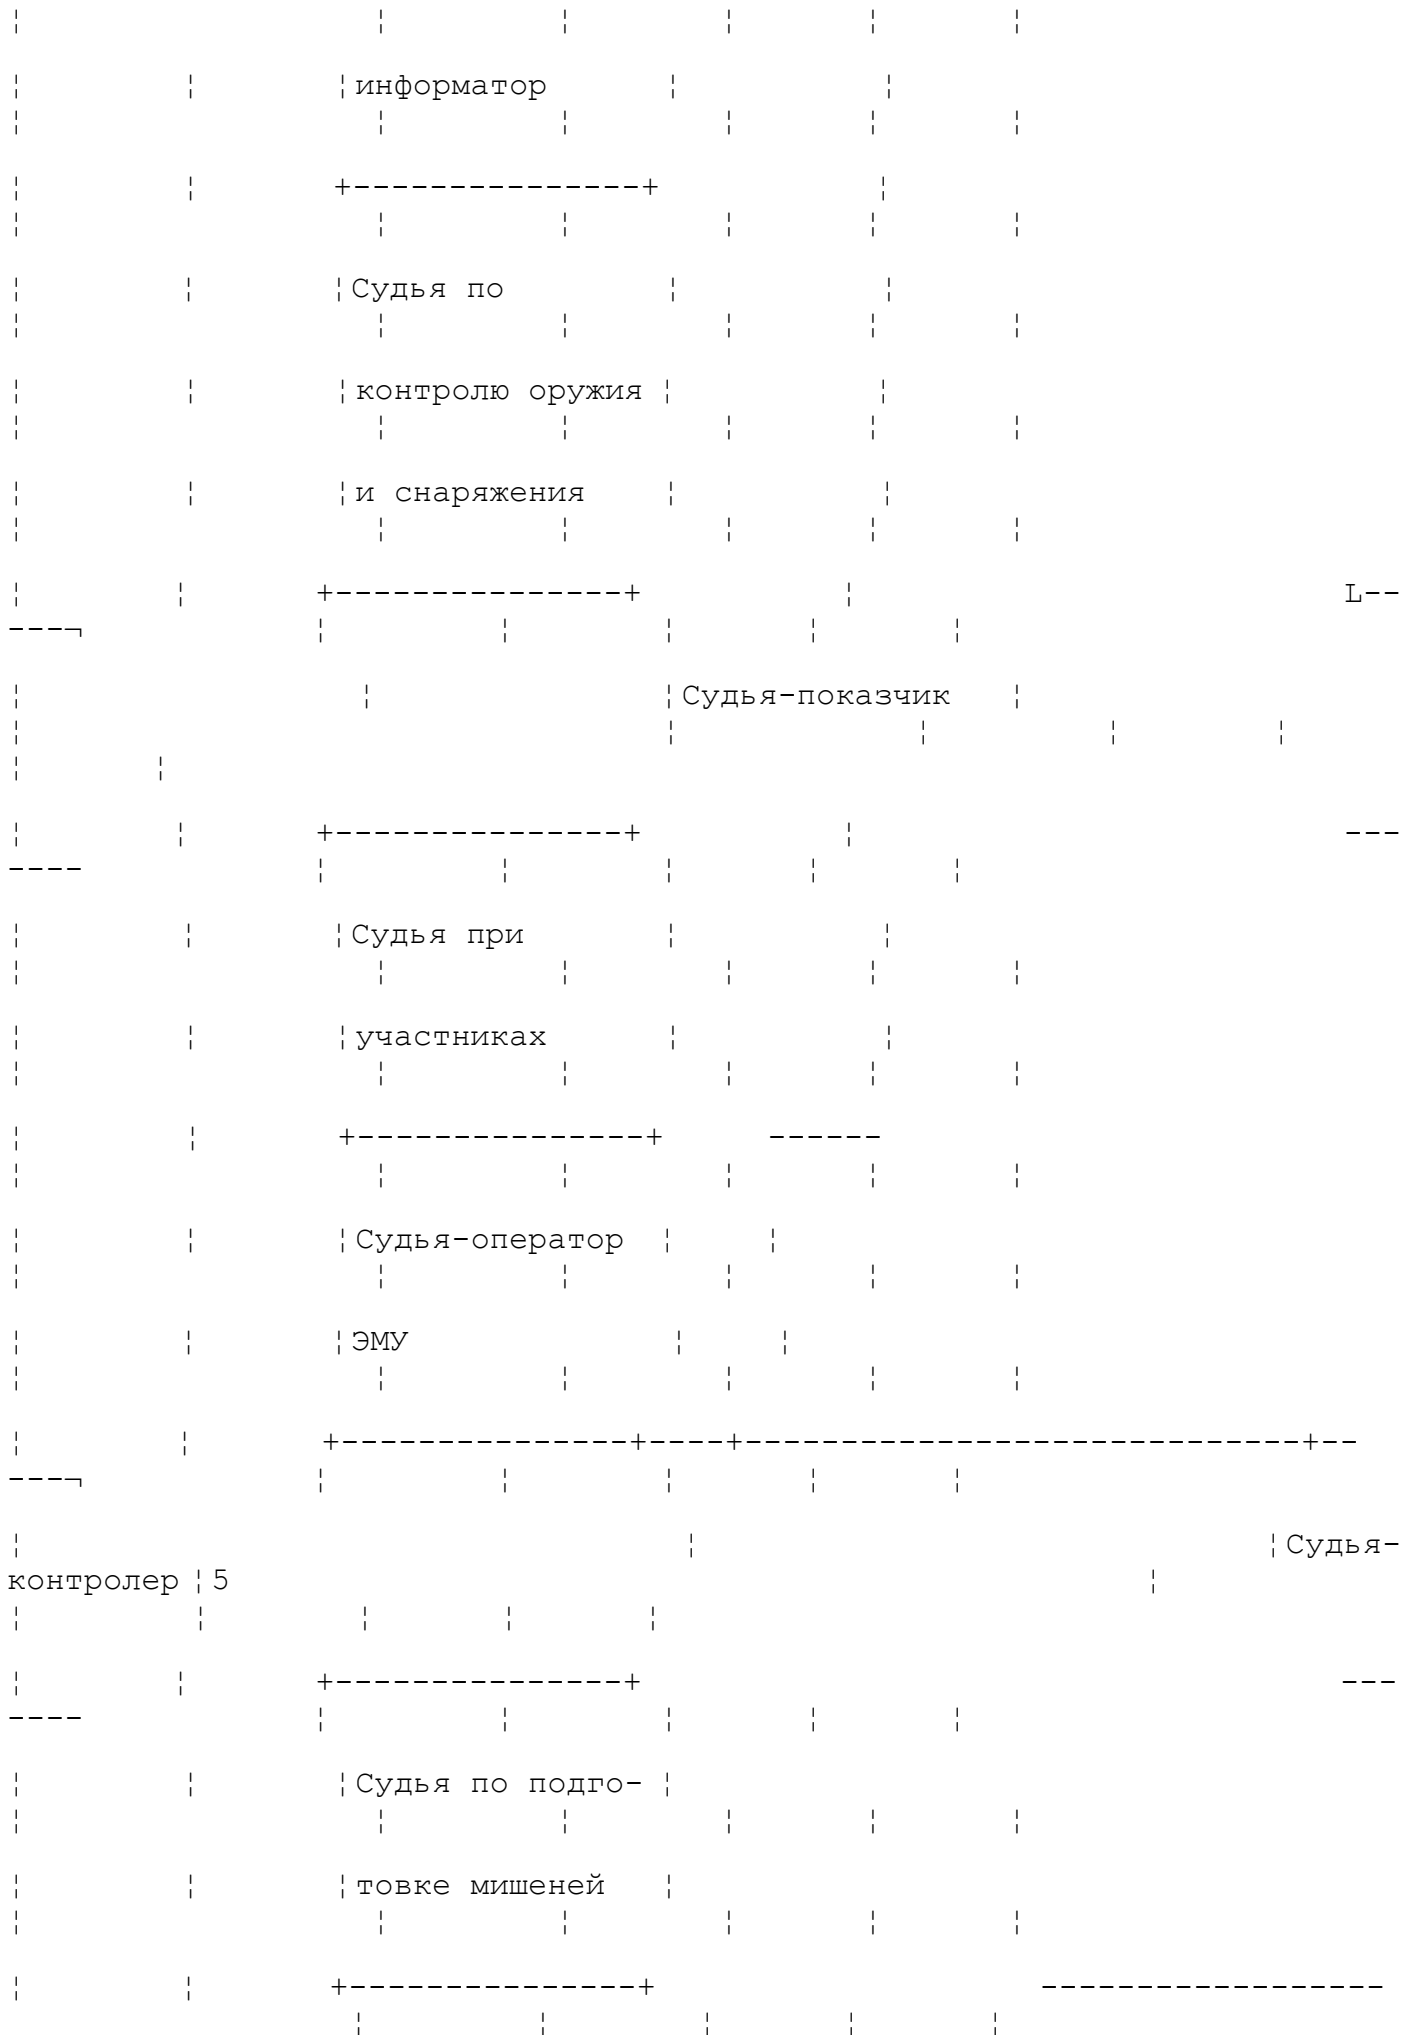 информатор
+---------------+
Судья по
контролю оружия
и снаряжения
+---------------+ L--
---¬
Судья-показчик
+---------------+ ---
----
Судья при
участниках
+---------------+ ------
Судья-оператор
ЭМУ
+---------------+----+-----------------------------+--
---¬
Судья-
контролер ¦5
+---------------+ ---
----
Судья по подго-
товке мишеней
+---------------+ ------------------